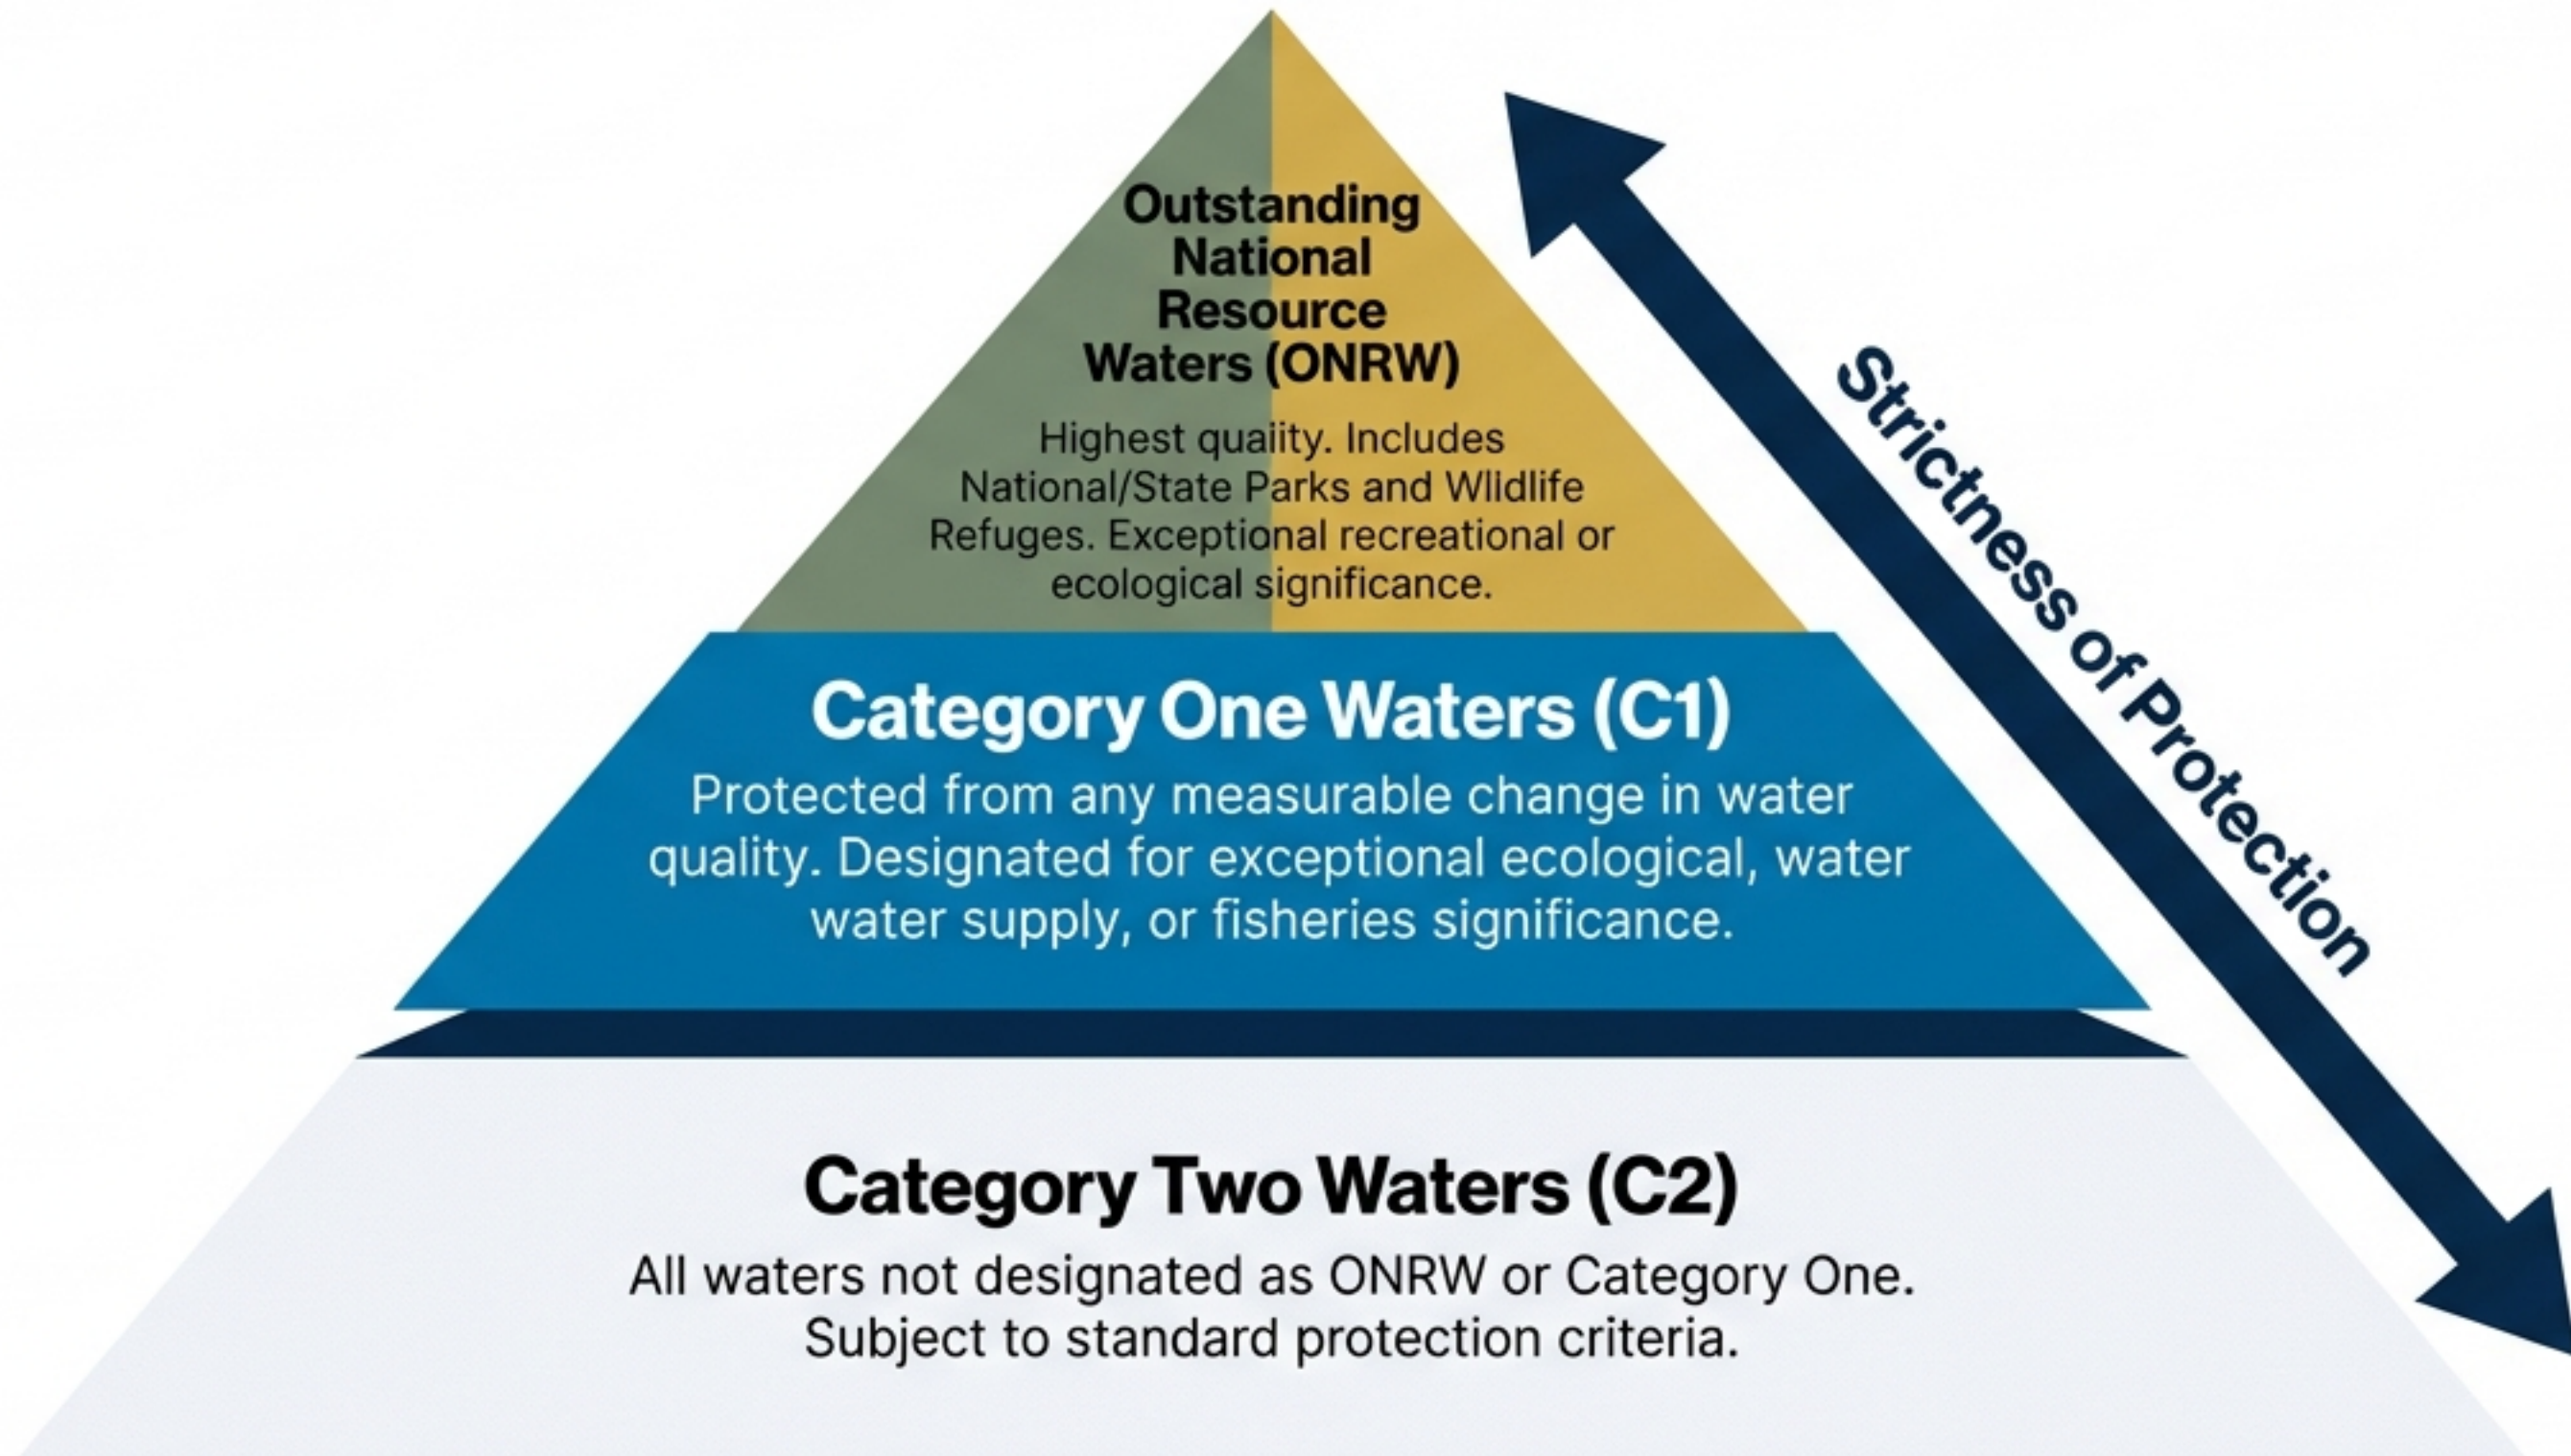 Outstanding
National
Resource
Waters (ONRW)
Highest quaiity. Includes
National/State Parks and Wlidlife
Refuges. Exceptional recreational or
ecological significance.
Strictness of Protection
Category One Waters (C1)
Protected from any measurable change in water
quality. Designated for exceptional ecological, water
water supply, or fisheries significance.
Category Two Waters (C2)
All waters not designated as ONRW or Category One.
Subject to standard protection criteria.